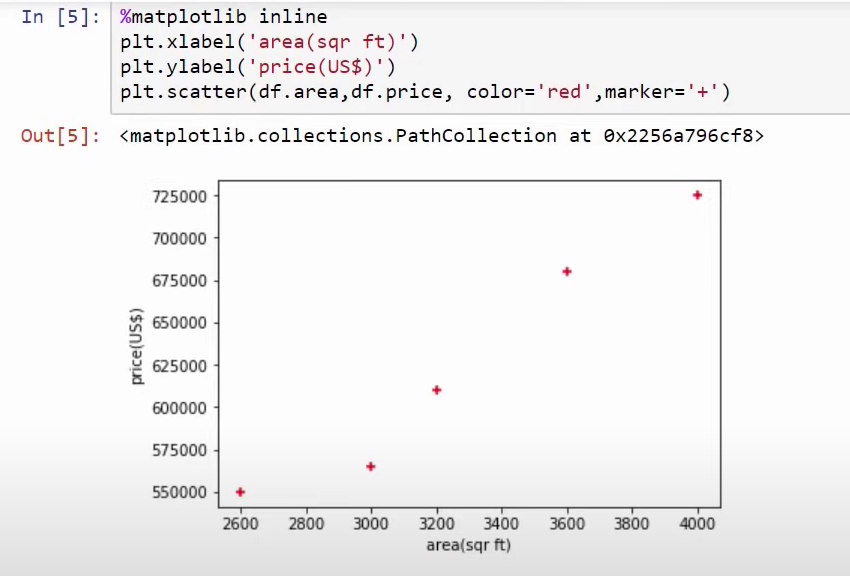 In [5]: %matplotlib inline
plt.xlabel('area(sqr ft)')
plt.ylabel('price(US$)')
plt.scatter(df.area,df.price, color='red',marker='+')
Out[5]: <matplotlib.collections.PathCollection at 0x2256a796cf8>
725000
700000
675000
650000
625000
600000
575000
550000
price(US$)
2600 2800 3000 3200 3400 3600 3800 4000
area(sqr ft)